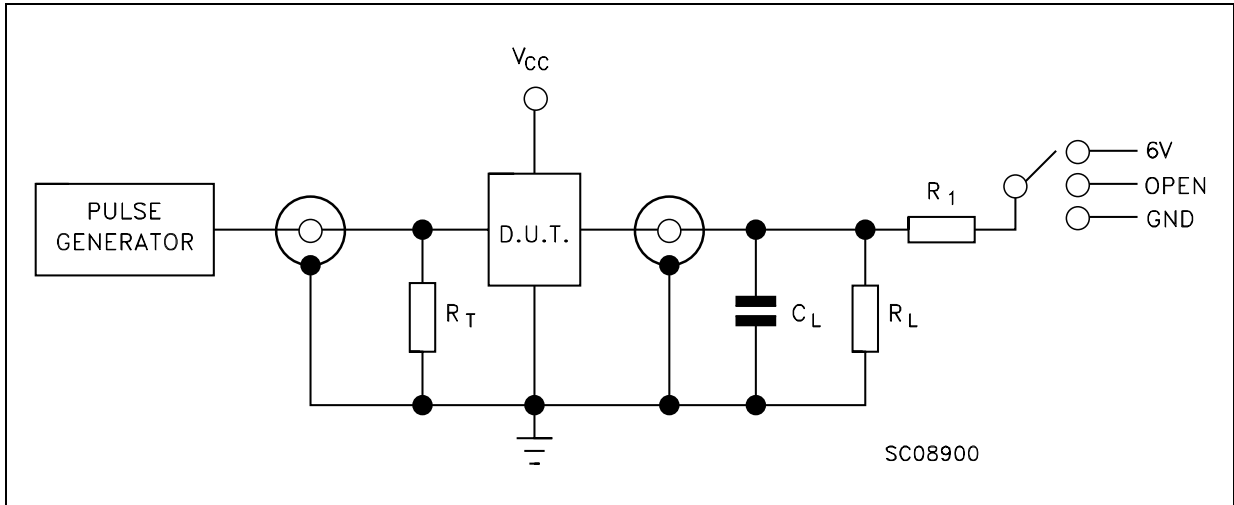 VCC
PULSE
GENERATOR
D.U.T.
RT
CL
RL
R1
6V
OPEN
GND
SC08900